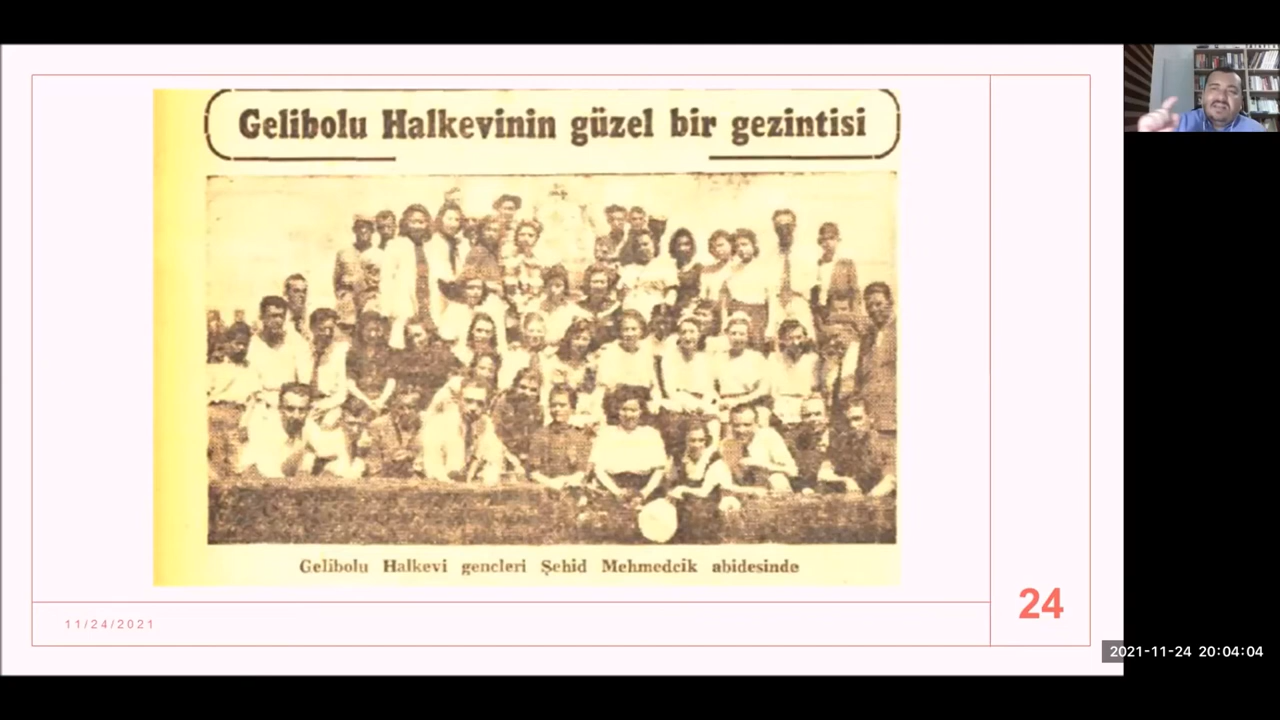 Gelibolu Halkevinin güzel bir gezintisi
Gelibolu Halkevi gencleri Şehid Mehmedcik abidesinde
11/24/2021
24
2021-11-24 20:04:04